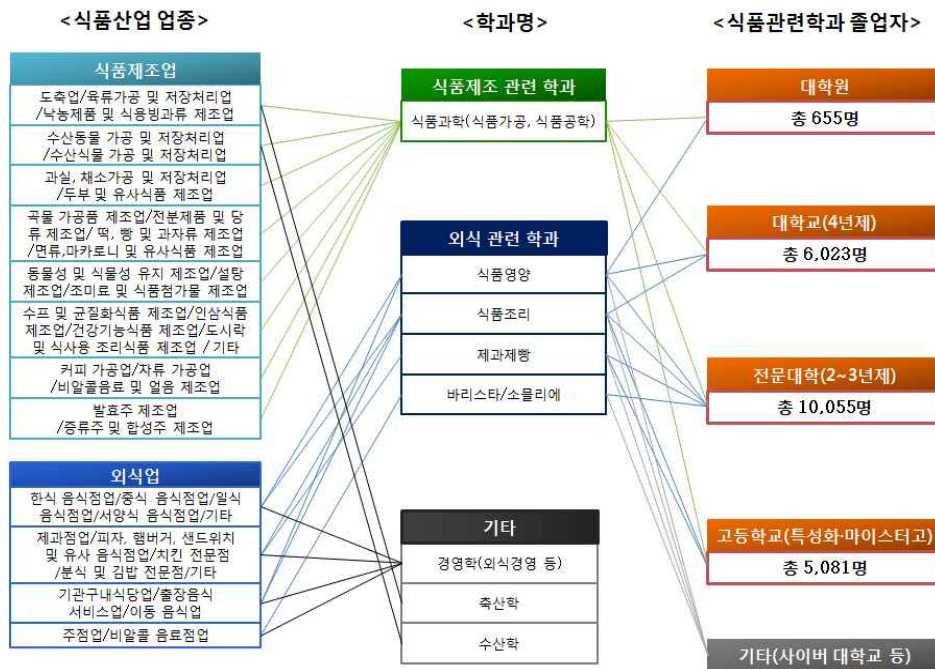 <식품산업 업종>
<학과명>
<식품관련학과 졸업자>
식품제조업
도축업/육류가공 및 저장처리업
/낙농제품 및 식용빙과류 제조업
수산동물 가공 및 저장처리업
/수산식물 가공 및 저장처리업
과실, 채소가공 및 저장처리업
/두부 및 유사식품 제조업
곡물 가공품 제조업/전분제품 및 당
류 제조업/ 떡, 빵 및 과자류 제조업
/면류,마카로니 및 유사식품 제조업
동물성 및 식물성 유지 제조업/설탕
제조업/조미료 및 식품첨가물 제조업
수프 및 균질화식품 제조업/인삼식품
제조업/건강기능식품 제조업/도시락
및 식사용 조리식품 제조업 / 기타
커피 가공업/차류 가공업
/비알콜음료 및 얼음 제조업
발효주 제조업
/증류주 및 합성주 제조업
외식업
한식 음식점업/중식 음식점업/일식
음식점업/서양식 음식점업/기타
제과점업/피자, 햄버거, 샌드위치
및 유사 음식점업/치킨 전문점
/분식 및 김밥 전문점/기타
기관구내식당업/출장음식
서비스업/이동 음식업
주점업/비알콜 음료점업
식품제조 관련 학과
식품과학(식품가공, 식품공학)
외식 관련 학과
식품영양
식품조리
제과제빵
바리스타/소믈리에
기타
경영학(외식경영 등)
축산학
수산학
대학원
총 655명
대학교(4년제)
총 6,023명
전문대학(2~3년제)
총 10,055명
고등학교(특성화·마이스터고)
총 5,081명
기타(사이버 대학교 등)